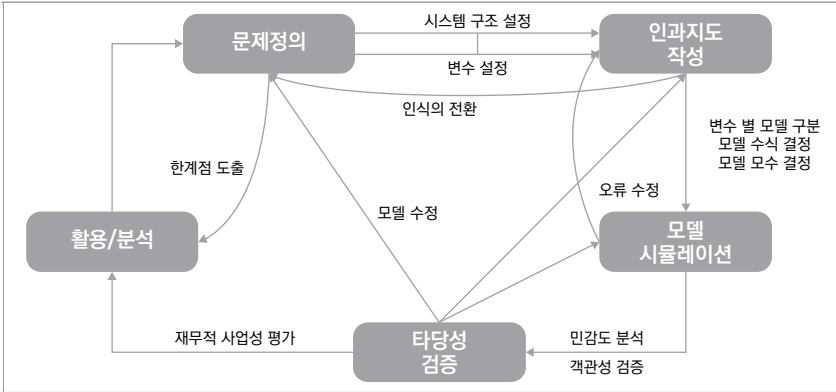 시스템 구조 설정
문제정의
인과지도
작성
변수 설정
인식의 전환
변수 별 모델 구분
모델 수식 결정
모델 모수 결정
한계점 도출
오류 수정
모델 수정
활용/분석
모델
시뮬레이션
재무적 사업성 평가
타당성
검증
민감도 분석
객관성 검증